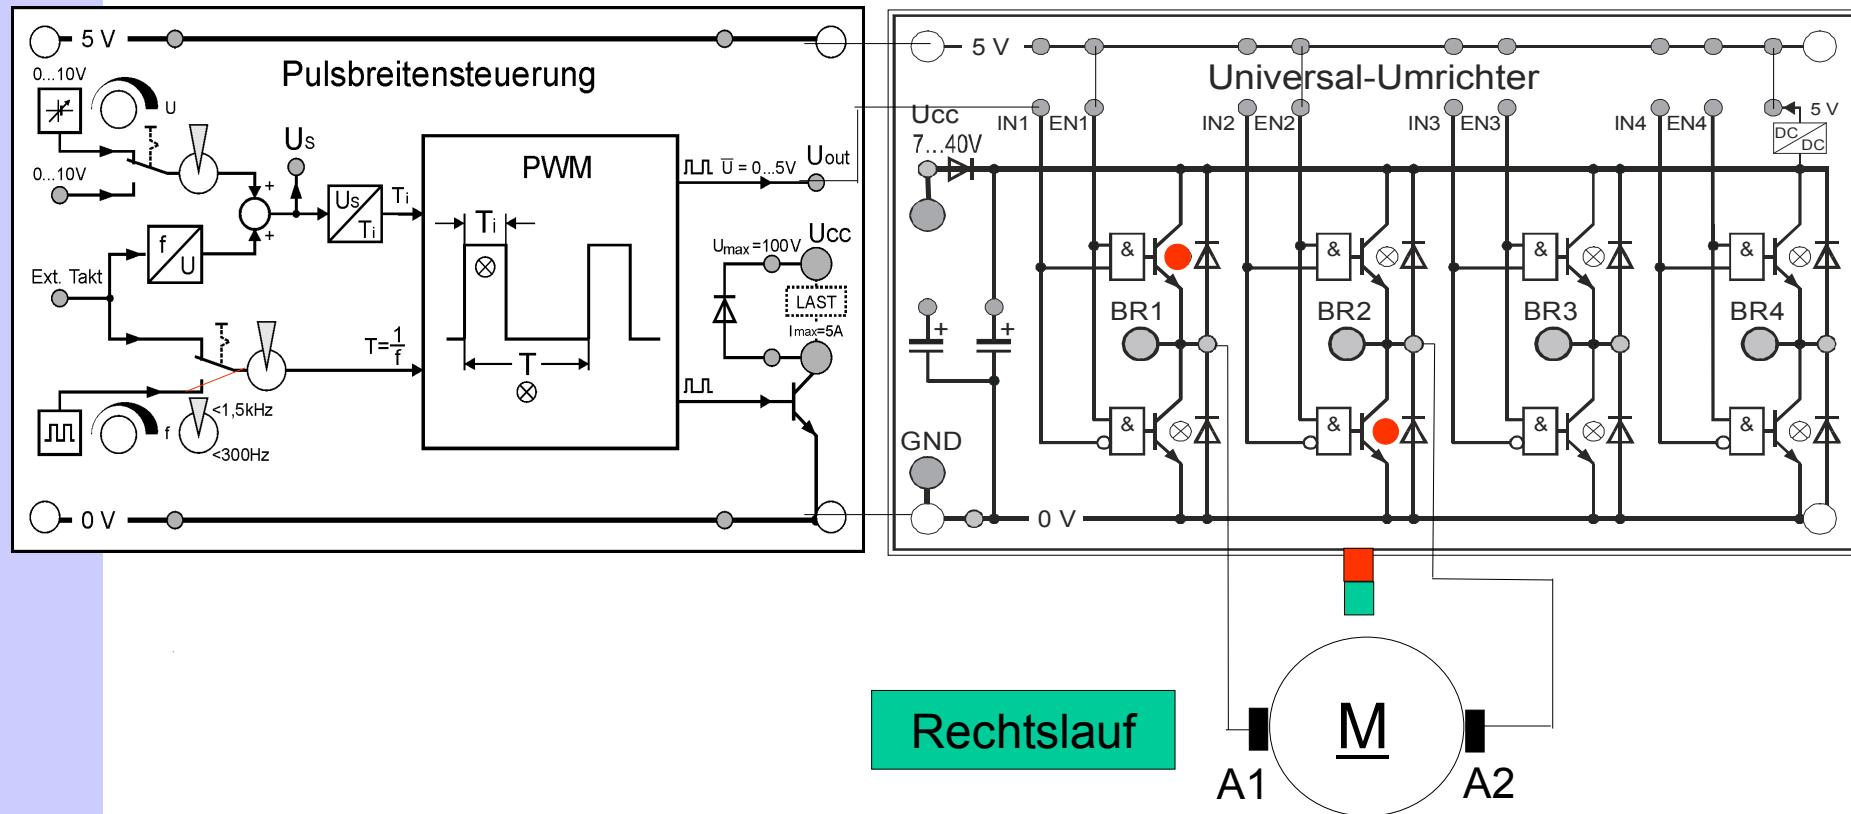 5 V
Pulsbreitensteuerung
0...10V
U
0...10V
Us
+
+
Us
Ti
Ti
f
U
Ext. Takt
T=1/f
<1,5kHz
f
<300Hz
PWM
Ti
T
U = 0...5V
Uout
Umax=100V
Ucc
LAST
Imax=5A
0 V
5 V
Universal-Umrichter
Ucc
7...40V
IN1 EN1 IN2 EN2 IN3 EN3 IN4 EN4
5 V
DC
DC
& & & &
BR1 BR2 BR3 BR4
+ +
& & & &
GND
0 V
Rechtslauf
M
A1 A2